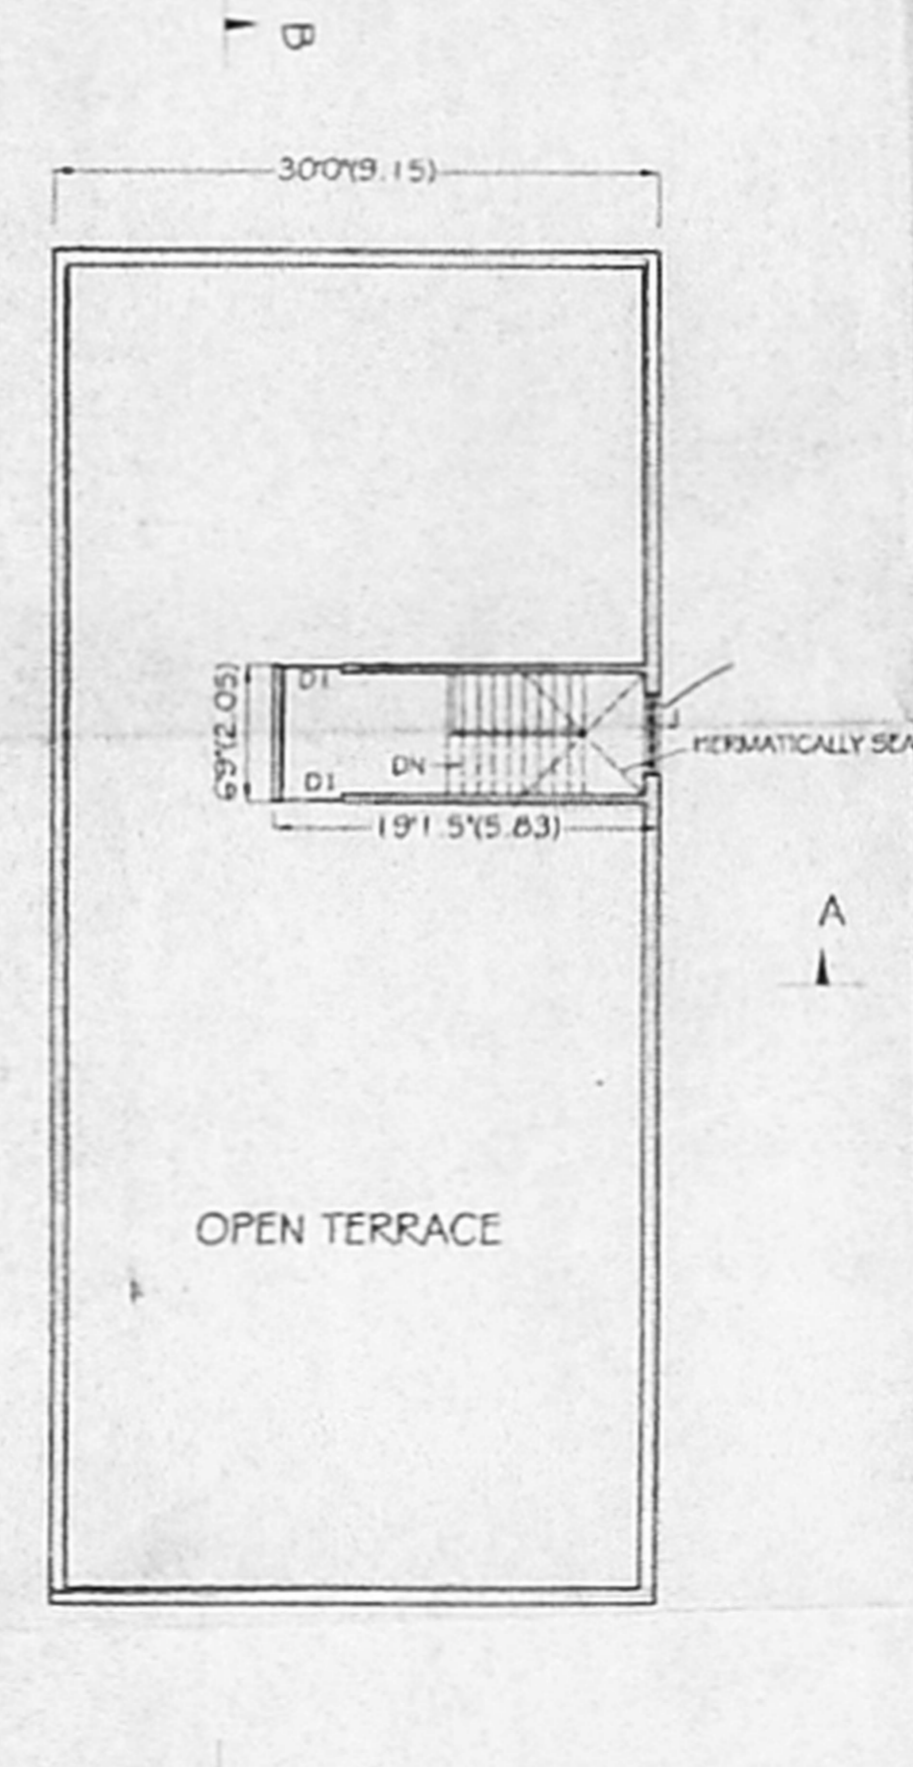 B
30'0"(9.15)
D1
6'9"(2.05)
HERMATICALLY SEA
DN
D1
19'1.5"(5.83)
A
OPEN TERRACE